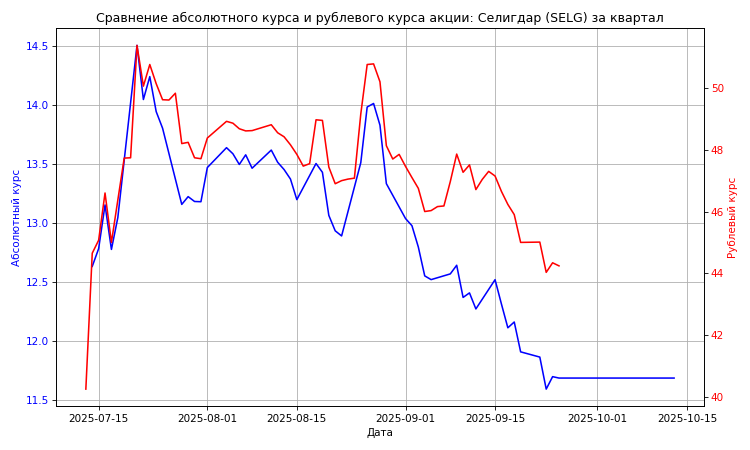 Сравнение абсолютного курса и рублевого курса акции: Селигдар (SELG) за квартал
14.5
14.0
13.5
13.0
12.5
12.0
11.5
Абсолютный курс
50
48
46
44
42
40
Рублевый курс
2025-07-15 2025-08-01 2025-08-15 2025-09-01 2025-09-15 2025-10-01 2025-10-15
Дата